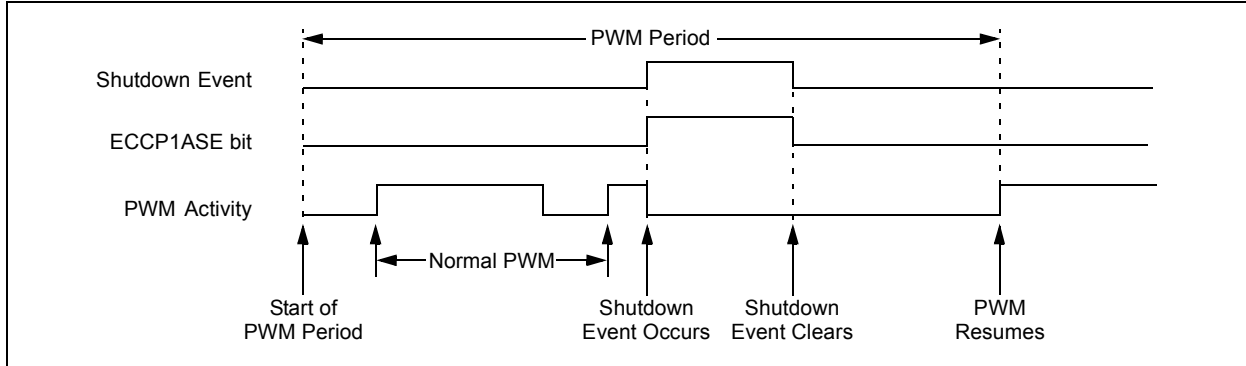 PWM Period
Shutdown Event
ECCP1ASE bit
PWM Activity
Normal PWM
Start of
PWM Period
Shutdown
Event Occurs
Shutdown
Event Clears
PWM
Resumes